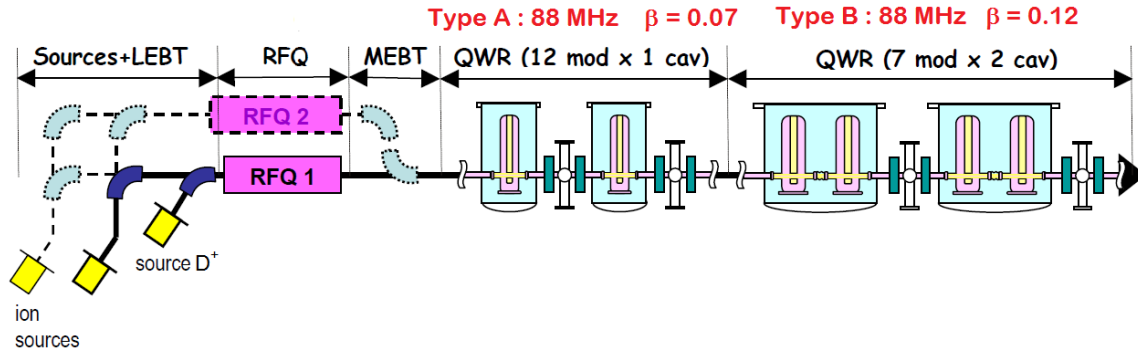 Type A : 88 MHz β = 0.07
Type B : 88 MHz β = 0.12
Sources+LEBT
RFQ
MEBT
QWR (12 mod x 1 cav)
QWR (7 mod x 2 cav)
RFQ 2
RFQ 1
source D⁺
ion
sources